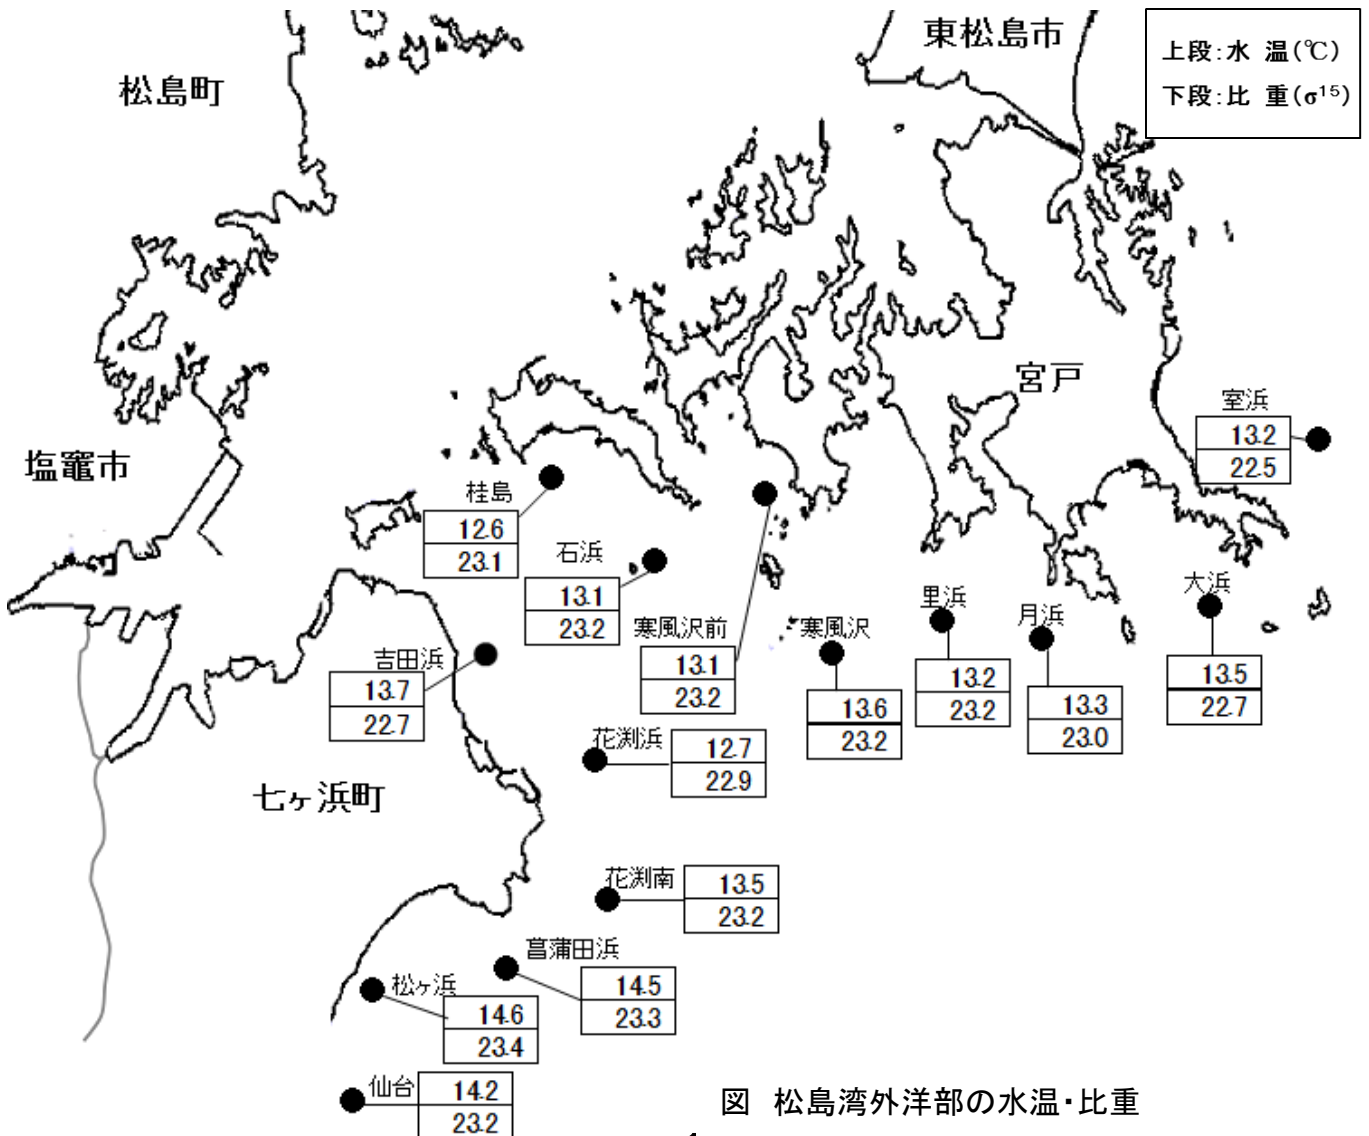 東松島市
上段:水 温(℃)
下段:比 重(σ¹⁵)
松島町
宮戸
室浜
13.2
22.5
塩竈市
桂島
12.6
23.1
石浜
13.1
23.2
寒風沢前
13.1
23.2
寒風沢
13.6
23.2
里浜
13.2
23.2
月浜
13.3
23.0
大浜
13.5
22.7
吉田浜
13.7
22.7
花渕浜
12.7
22.9
七ヶ浜町
花渕南
13.5
23.2
菖蒲田浜
14.5
23.3
松ヶ浜
14.6
23.4
仙台
14.2
23.2
図 松島湾外洋部の水温・比重